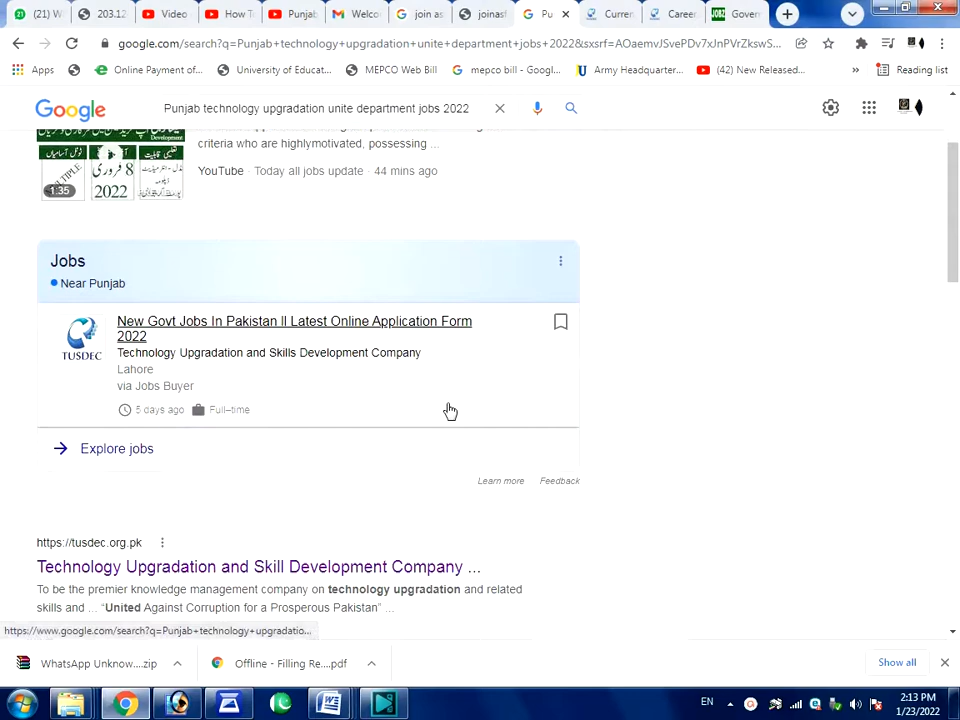 (21) W
203.12
Video
How T
Punjab
Welco
join as
joinasf
Pu
Curren
Career
Govern
google.com/search?q=Punjab+technology+upgradation+unite+department+jobs+2022&sxsrf=AOaemvJSvePDv7xJnPVrZkswS...
Apps
Online Payment of...
University of Educat...
MEPCO Web Bill
mepco bill - Googl...
Army Headquarter...
(42) New Released...
»
Reading list
Google
Punjab technology upgradation unite department jobs 2022
criteria who are highlymotivated, possessing ...
YouTube · Today all jobs update · 44 mins ago
8 فروری
2022
1:35
Jobs
Near Punjab
New Govt Jobs In Pakistan ll Latest Online Application Form
2022
Technology Upgradation and Skills Development Company
TUSDEC
Lahore
via Jobs Buyer
5 days ago
Full–time
Explore jobs
Learn more
Feedback
https://tusdec.org.pk
Technology Upgradation and Skill Development Company ...
To be the premier knowledge management company on technology upgradation and related
skills and ... “United Against Corruption for a Prosperous Pakistan” ...
https://www.google.com/search?q=Punjab+technology+upgradatio...
WhatsApp Unknow....zip
Offline - Filling Re....pdf
Show all
EN
2:13 PM
1/23/2022